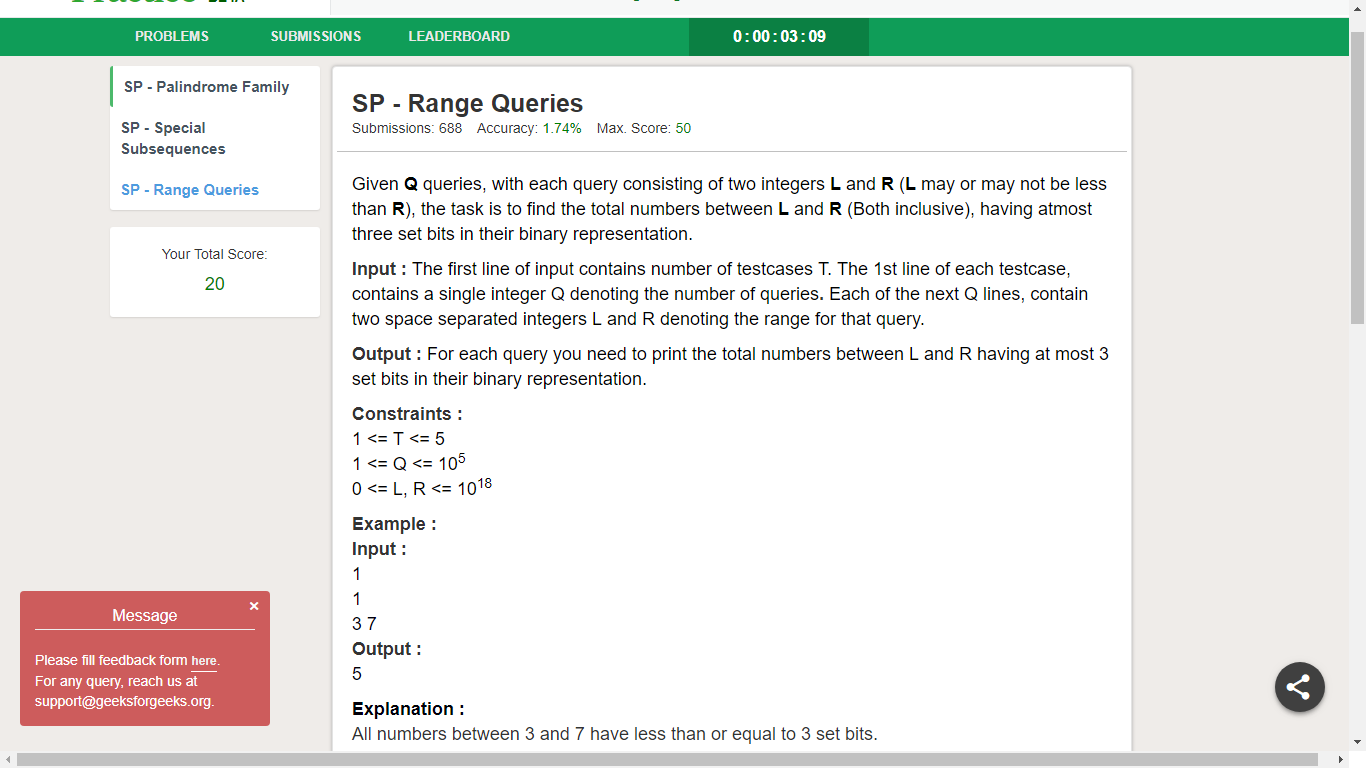 PROBLEMS SUBMISSIONS LEADERBOARD 0:00:03:09
SP - Palindrome Family
SP - Special
Subsequences
SP - Range Queries
Your Total Score:
20
SP - Range Queries
Submissions: 688 Accuracy: 1.74% Max. Score: 50
Given Q queries, with each query consisting of two integers L and R (L may or may not be less
than R), the task is to find the total numbers between L and R (Both inclusive), having atmost
three set bits in their binary representation.
Input : The first line of input contains number of testcases T. The 1st line of each testcase,
contains a single integer Q denoting the number of queries. Each of the next Q lines, contain
two space separated integers L and R denoting the range for that query.
Output : For each query you need to print the total numbers between L and R having at most 3
set bits in their binary representation.
Constraints :
1 <= T <= 5
1 <= Q <= 10⁵
0 <= L, R <= 10¹⁸
Example :
Input :
1
1
3 7
Output :
5
Explanation :
All numbers between 3 and 7 have less than or equal to 3 set bits.
Message ×
Please fill feedback form here.
For any query, reach us at
support@geeksforgeeks.org.